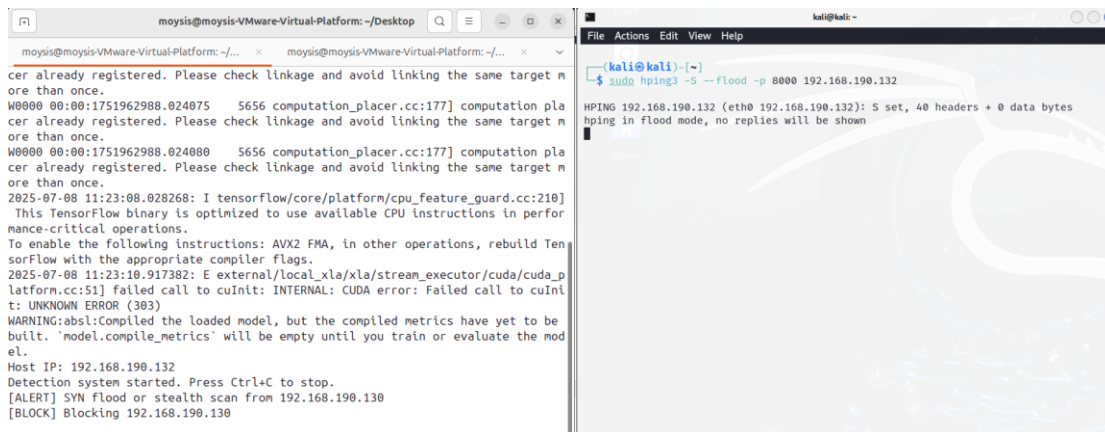 moysis@moysis-VMware-Virtual-Platform: ~/Desktop
moysis@moysis-VMware-Virtual-Platform: ~/...
moysis@moysis-VMware-Virtual-Platform: ~/...
cer already registered. Please check linkage and avoid linking the same target m
ore than once.
W0000 00:00:1751962988.024075    5656 computation_placer.cc:177] computation pla
cer already registered. Please check linkage and avoid linking the same target m
ore than once.
W0000 00:00:1751962988.024080    5656 computation_placer.cc:177] computation pla
cer already registered. Please check linkage and avoid linking the same target m
ore than once.
2025-07-08 11:23:08.028268: I tensorflow/core/platform/cpu_feature_guard.cc:210]
 This TensorFlow binary is optimized to use available CPU instructions in perfor
mance-critical operations.
To enable the following instructions: AVX2 FMA, in other operations, rebuild Ten
sorFlow with the appropriate compiler flags.
2025-07-08 11:23:10.917382: E external/local_xla/xla/stream_executor/cuda/cuda_p
latform.cc:51] failed call to cuInit: INTERNAL: CUDA error: Failed call to cuIni
t: UNKNOWN ERROR (303)
WARNING:absl:Compiled the loaded model, but the compiled metrics have yet to be
built. `model.compile_metrics` will be empty until you train or evaluate the mod
el.
Host IP: 192.168.190.132
Detection system started. Press Ctrl+C to stop.
[ALERT] SYN flood or stealth scan from 192.168.190.130
[BLOCK] Blocking 192.168.190.130
kali@kali: ~
File Actions Edit View Help
(kali㉿kali)-[~]
$ sudo hping3 -S --flood -p 8000 192.168.190.132
HPING 192.168.190.132 (eth0 192.168.190.132): S set, 40 headers + 0 data bytes
hping in flood mode, no replies will be shown